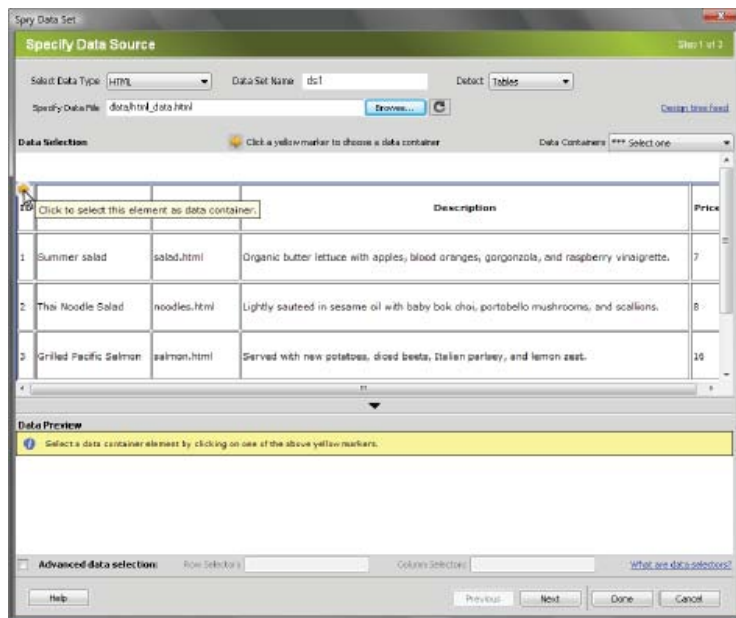 Spry Data Set
Specify Data Source Step 1 of 3
Select Data Type HTML Data Set Name ds1 Detect Tables
Specify Data File data/html_data.html Browse... Design time feed
Data Selection Click a yellow marker to choose a data container Data Containers *** Select one
Click to select this element as data container. Description Price
1 Summer salad salad.html Organic butter lettuce with apples, blood oranges, gorgonzola, and raspberry vinaigrette. 7
2 Thai Noodle Salad noodles.html Lightly sauteed in sesame oil with baby bok choi, portobello mushrooms, and scallions. 8
3 Grilled Pacific Salmon salmon.html Served with new potatoes, diced beets, Italian parlsey, and lemon zest. 16
Data Preview
Select a data container element by clicking on one of the above yellow markers.
Advanced data selection: Row Selectors Column Selectors What are data selectors?
Help Previous Next Done Cancel